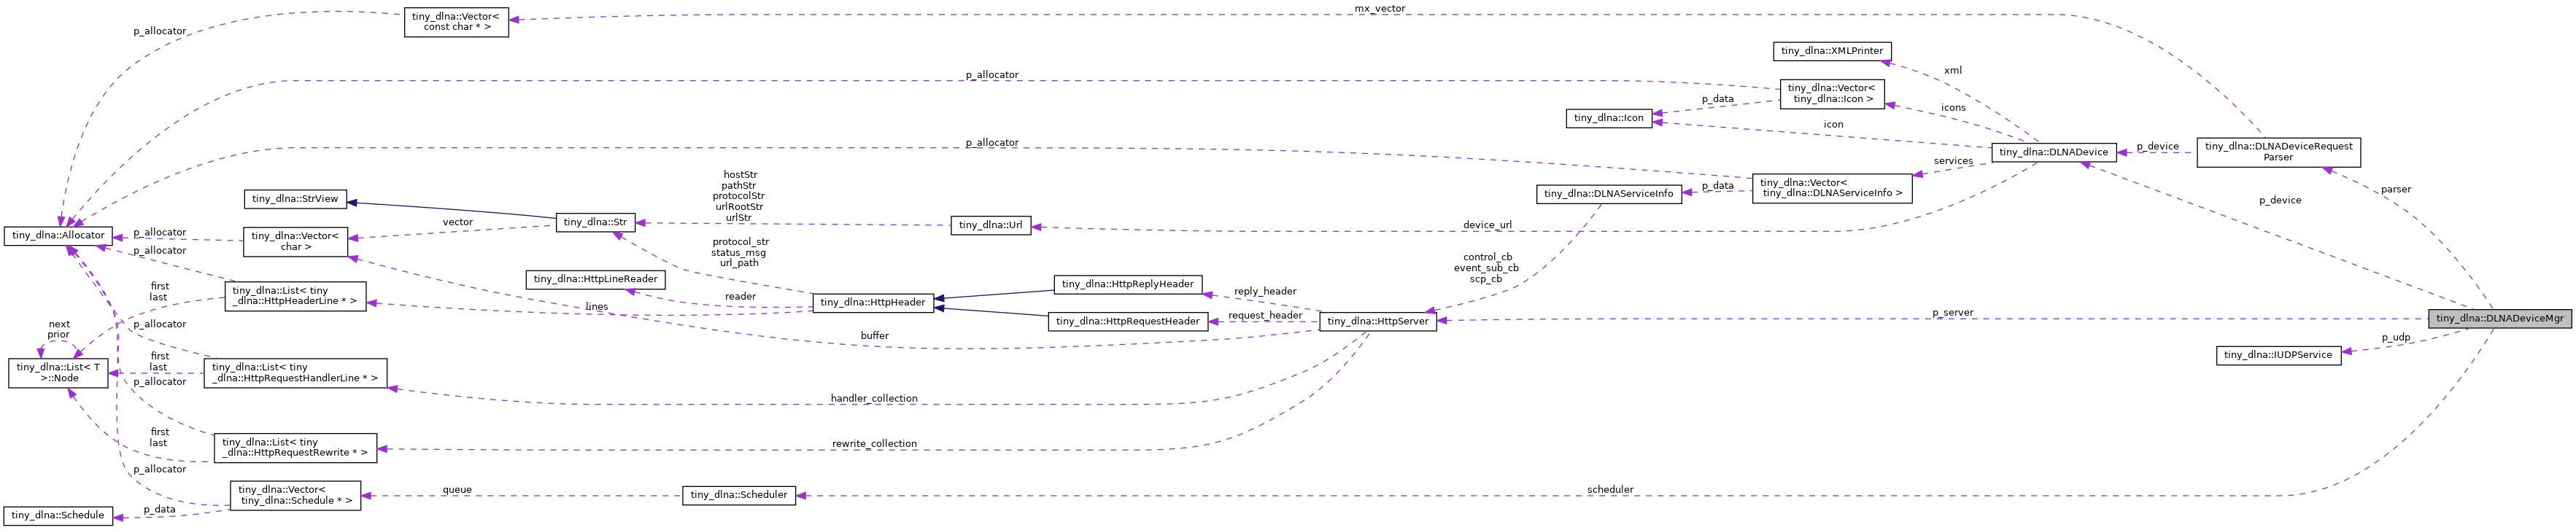 tiny_dlna::Vector<
const char * >
mx_vector
p_allocator
tiny_dlna::XMLPrinter
xml
p_allocator
tiny_dlna::Vector<
tiny_dlna::Icon >
p_data
icons
tiny_dlna::Icon
icon
p_allocator
tiny_dlna::DLNADevice
p_device
tiny_dlna::DLNADeviceRequest
Parser
services
tiny_dlna::Vector<
tiny_dlna::DLNAServiceInfo >
p_data
tiny_dlna::DLNAServiceInfo
parser
p_device
hostStr
pathStr
protocolStr
urlRootStr
urlStr
tiny_dlna::StrView
vector
tiny_dlna::Str
tiny_dlna::Url
device_url
tiny_dlna::Allocator
p_allocator
tiny_dlna::Vector<
char >
p_allocator
protocol_str
status_msg
url_path
control_cb
event_sub_cb
scp_cb
tiny_dlna::HttpLineReader
reader
tiny_dlna::HttpReplyHeader
reply_header
first
last
tiny_dlna::List< tiny
_dlna::HttpHeaderLine * >
lines
tiny_dlna::HttpHeader
tiny_dlna::HttpRequestHeader
request_header
tiny_dlna::HttpServer
p_server
tiny_dlna::DLNADeviceMgr
next
prior
p_allocator
buffer
p_udp
tiny_dlna::IUDPService
tiny_dlna::List< T
>::Node
first
last
tiny_dlna::List< tiny
_dlna::HttpRequestHandlerLine * >
p_allocator
handler_collection
first
last
tiny_dlna::List< tiny
_dlna::HttpRequestRewrite * >
rewrite_collection
p_allocator
tiny_dlna::Vector<
tiny_dlna::Schedule * >
queue
tiny_dlna::Scheduler
scheduler
tiny_dlna::Schedule
p_data